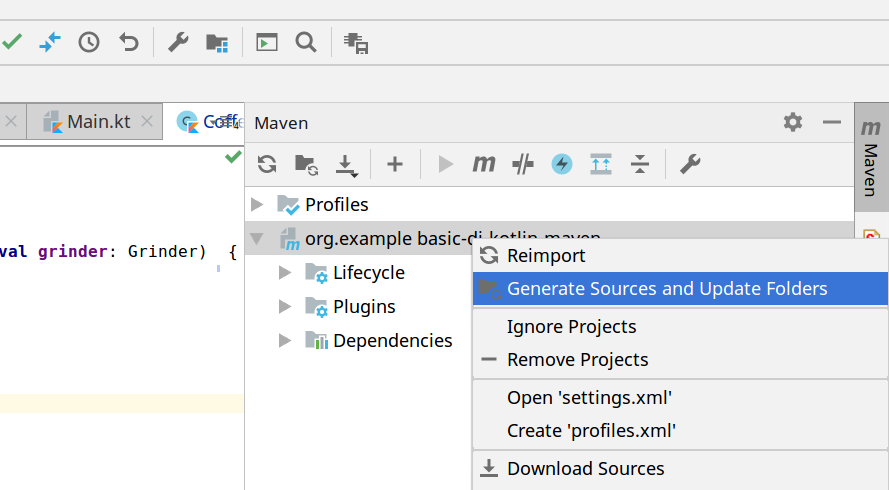 Main.kt
Maven
m
Maven
Profiles
org.example basic-di-kotlin-maven
val grinder: Grinder) {
Reimport
Lifecycle
Generate Sources and Update Folders
Plugins
Ignore Projects
Dependencies
Remove Projects
Open 'settings.xml'
Create 'profiles.xml'
Download Sources